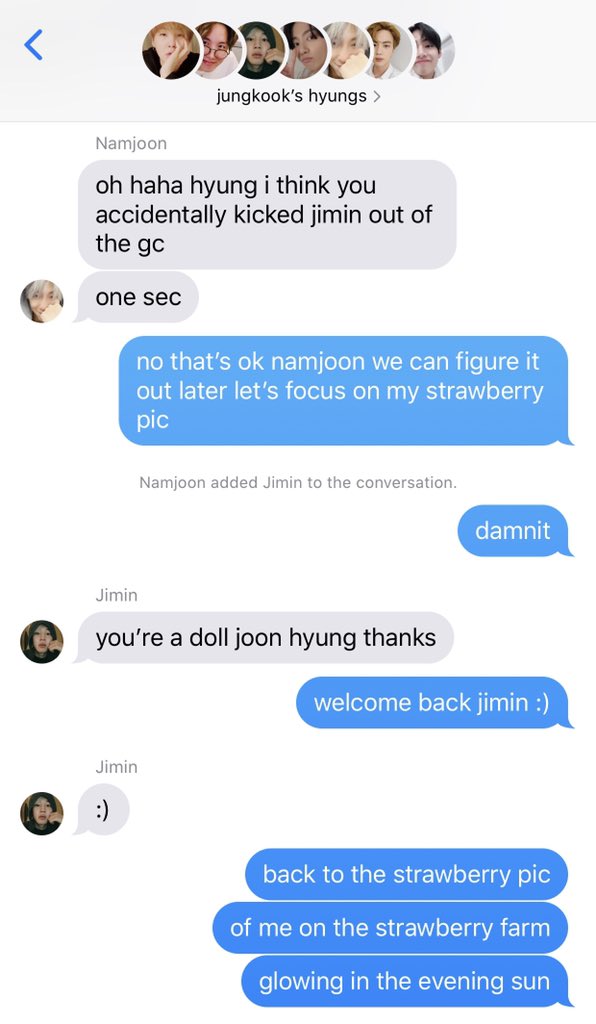 jungkook’s hyungs
Namjoon
oh haha hyung i think you
accidentally kicked jimin out of
the gc
one sec
no that’s ok namjoon we can figure it
out later let’s focus on my strawberry
pic
Namjoon added Jimin to the conversation.
damnit
Jimin
you’re a doll joon hyung thanks
welcome back jimin :)
Jimin
:)
back to the strawberry pic
of me on the strawberry farm
glowing in the evening sun